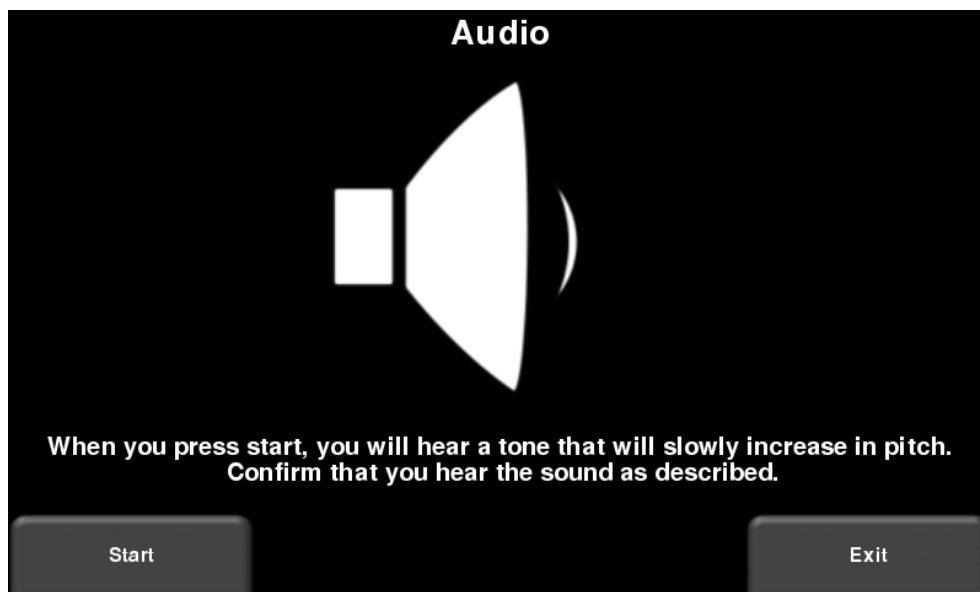 Audio
When you press start, you will hear a tone that will slowly increase in pitch.
Confirm that you hear the sound as described.
Start
Exit